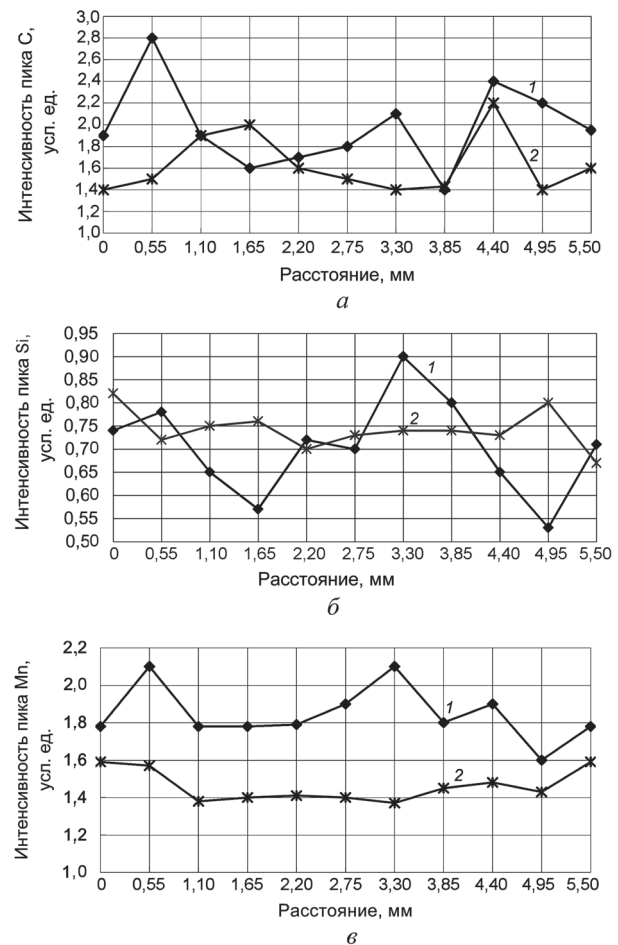 Интенсивность пика C,
усл. ед.
3,0
2,8
2,6
2,4
2,2
2,0
1,8
1,6
1,4
1,2
1,0
1
2
0 0,55 1,10 1,65 2,20 2,75 3,30 3,85 4,40 4,95 5,50
Расстояние, мм
а
Интенсивность пика Si,
усл. ед.
0,95
0,90
0,85
0,80
0,70
0,65
0,60
0,55
0,50
1
2
0 0,55 1,10 1,65 2,20 2,75 3,30 3,85 4,40 4,95 5,50
Расстояние, мм
б
Интенсивность пика Mn,
усл. ед.
2,2
2,0
1,8
1,6
1,4
1,2
1,0
1
2
0 0,55 1,10 1,65 2,20 2,75 3,30 3,85 4,40 4,95 5,50
Расстояние, мм
в